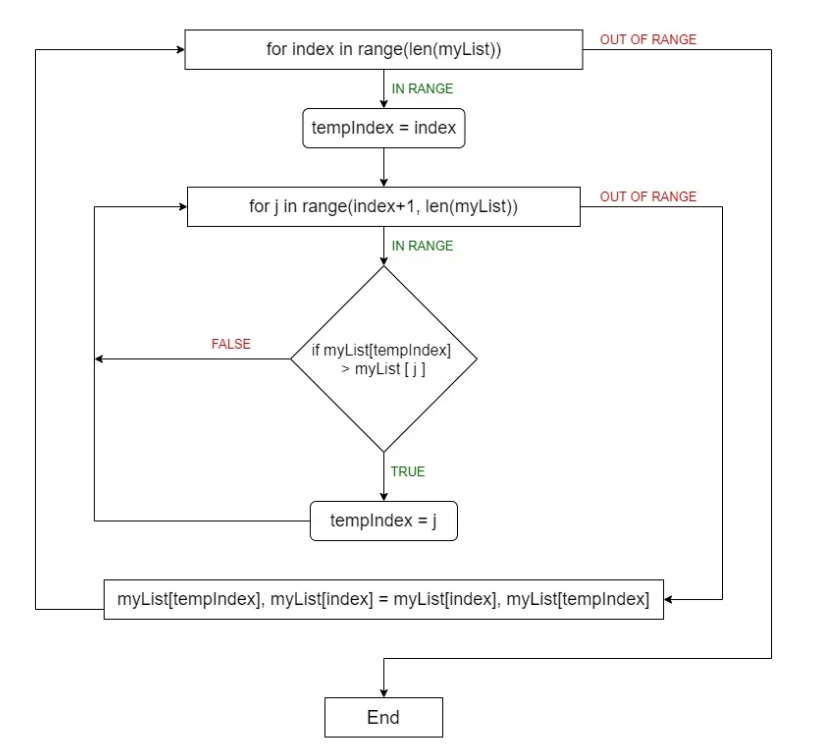 for index in range(len(myList))
OUT OF RANGE
IN RANGE
tempIndex = index
for j in range(index+1, len(myList))
OUT OF RANGE
IN RANGE
FALSE
if myList[tempIndex]
> myList [ j ]
TRUE
tempIndex = j
myList[tempIndex], myList[index] = myList[index], myList[tempIndex]
End